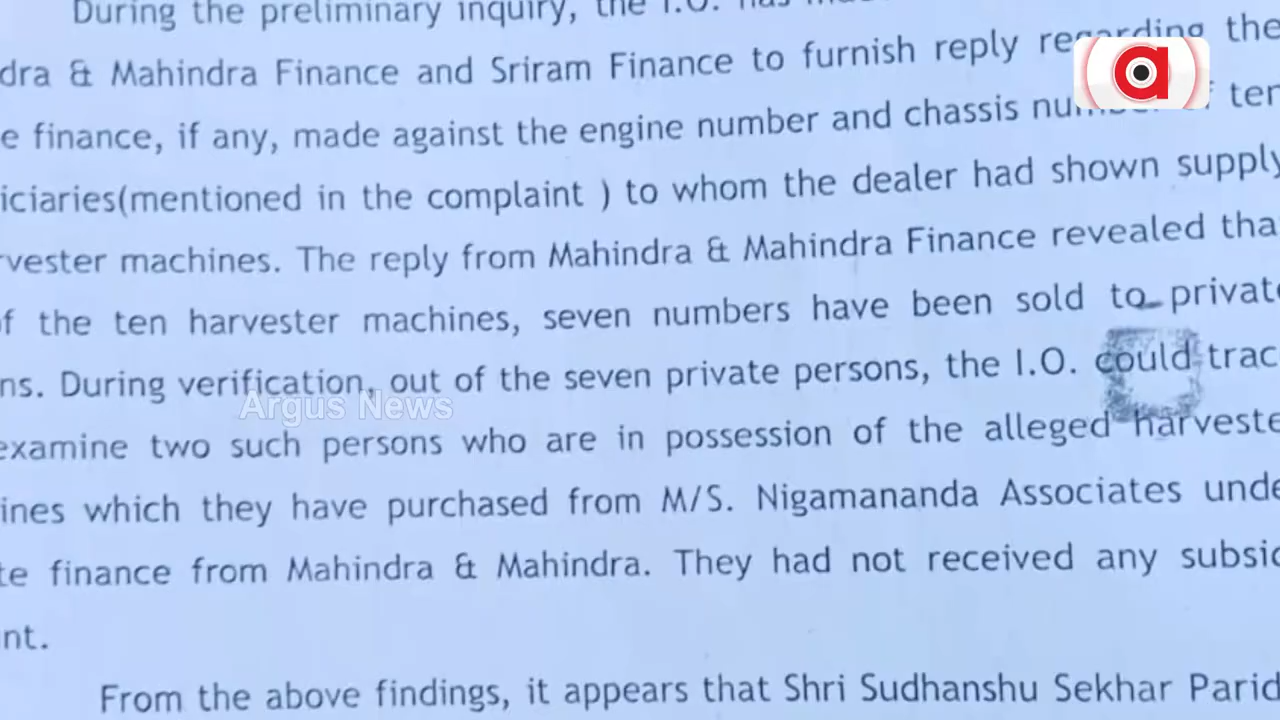 During the preliminary inquiry, the I.O. has
dra & Mahindra Finance and Sriram Finance to furnish reply regarding the
e finance, if any, made against the engine number and chassis ten
iciaries(mentioned in the complaint ) to whom the dealer had shown supply
rvester machines. The reply from Mahindra & Mahindra Finance revealed tha
f the ten harvester machines, seven numbers have been sold to private
ns. During verification, out of the seven private persons, the I.O. could trac
Argus News
examine two such persons who are in possession of the alleged harveste
ines which they have purchased from M/S. Nigamananda Associates unde
te finance from Mahindra & Mahindra. They had not received any subsid
nt.
From the above findings, it appears that Shri Sudhanshu Sekhar Parid
a